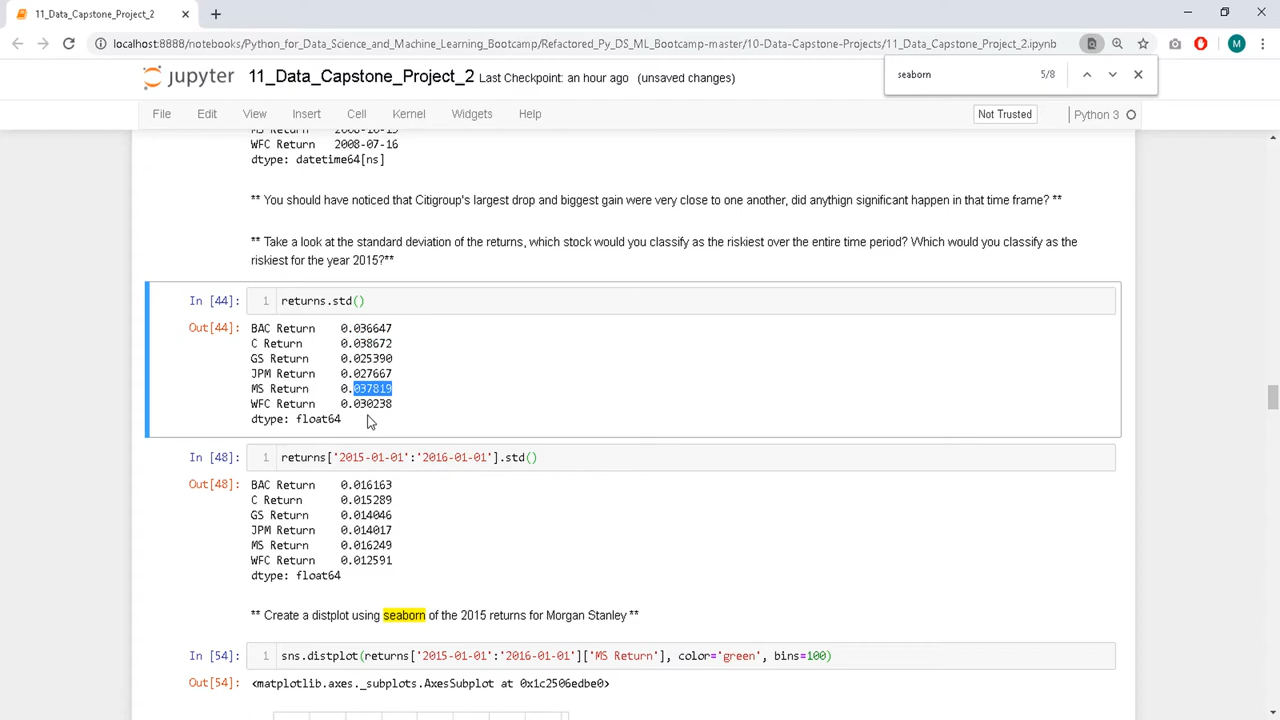 11_Data_Capstone_Project_2
localhost:8888/notebooks/Python_for_Data_Science_and_Machine_Learning_Bootcamp/Refactored_Py_DS_ML_Bootcamp-master/10-Data-Capstone-Projects/11_Data_Capstone_Project_2.ipynb
M
seaborn 5/8
jupyter 11_Data_Capstone_Project_2 Last Checkpoint: an hour ago (unsaved changes)
File Edit View Insert Cell Kernel Widgets Help Not Trusted Python 3
MS Return 2008-10-13
WFC Return 2008-07-16
dtype: datetime64[ns]
** You should have noticed that Citigroup's largest drop and biggest gain were very close to one another, did anythign significant happen in that time frame? **
** Take a look at the standard deviation of the returns, which stock would you classify as the riskiest over the entire time period? Which would you classify as the
riskiest for the year 2015?**
In [44]: 1 returns.std()
Out[44]: BAC Return 0.036647
C Return 0.038672
GS Return 0.025390
JPM Return 0.027667
MS Return 0.037819
WFC Return 0.030238
dtype: float64
In [48]: 1 returns['2015-01-01':'2016-01-01'].std()
Out[48]: BAC Return 0.016163
C Return 0.015289
GS Return 0.014046
JPM Return 0.014017
MS Return 0.016249
WFC Return 0.012591
dtype: float64
** Create a distplot using seaborn of the 2015 returns for Morgan Stanley **
In [54]: 1 sns.distplot(returns['2015-01-01':'2016-01-01']['MS Return'], color='green', bins=100)
Out[54]: <matplotlib.axes._subplots.AxesSubplot at 0x1c2506edbe0>